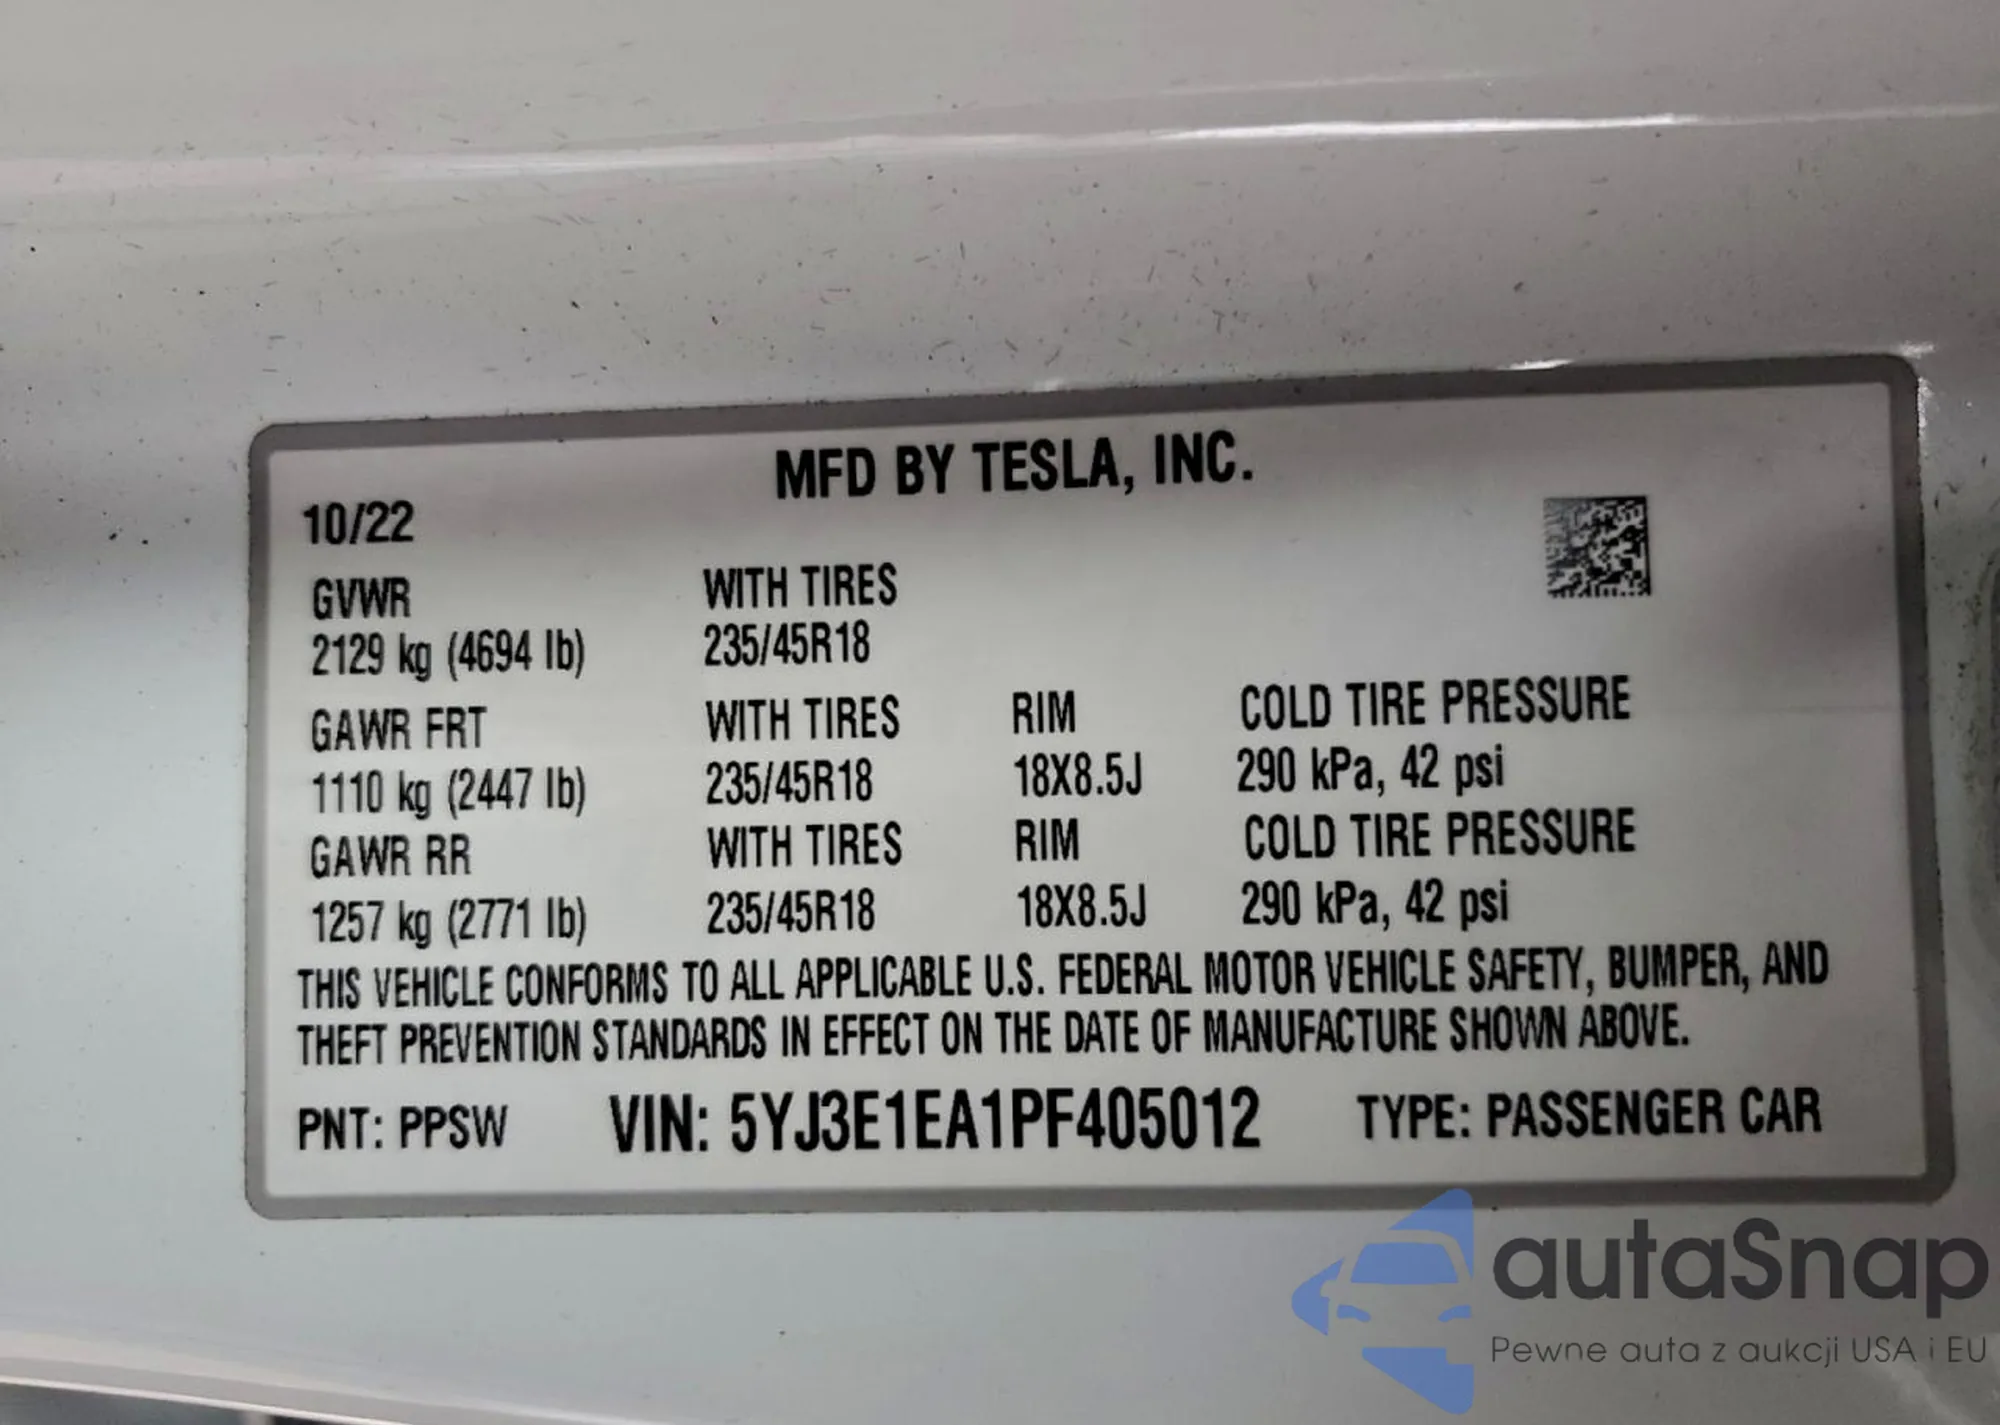 MFD BY TESLA, INC.
10/22
GVWR WITH TIRES
2129 kg (4694 lb) 235/45R18
GAWR FRT WITH TIRES RIM COLD TIRE PRESSURE
1110 kg (2447 lb) 235/45R18 18X8.5J 290 kPa, 42 psi
GAWR RR WITH TIRES RIM COLD TIRE PRESSURE
1257 kg (2771 lb) 235/45R18 18X8.5J 290 kPa, 42 psi
THIS VEHICLE CONFORMS TO ALL APPLICABLE U.S. FEDERAL MOTOR VEHICLE SAFETY, BUMPER, AND
THEFT PREVENTION STANDARDS IN EFFECT ON THE DATE OF MANUFACTURE SHOWN ABOVE.
PNT: PPSW VIN: 5YJ3E1EA1PF405012 TYPE: PASSENGER CAR
autaSnap
Pewne auta z aukcji USA i EU